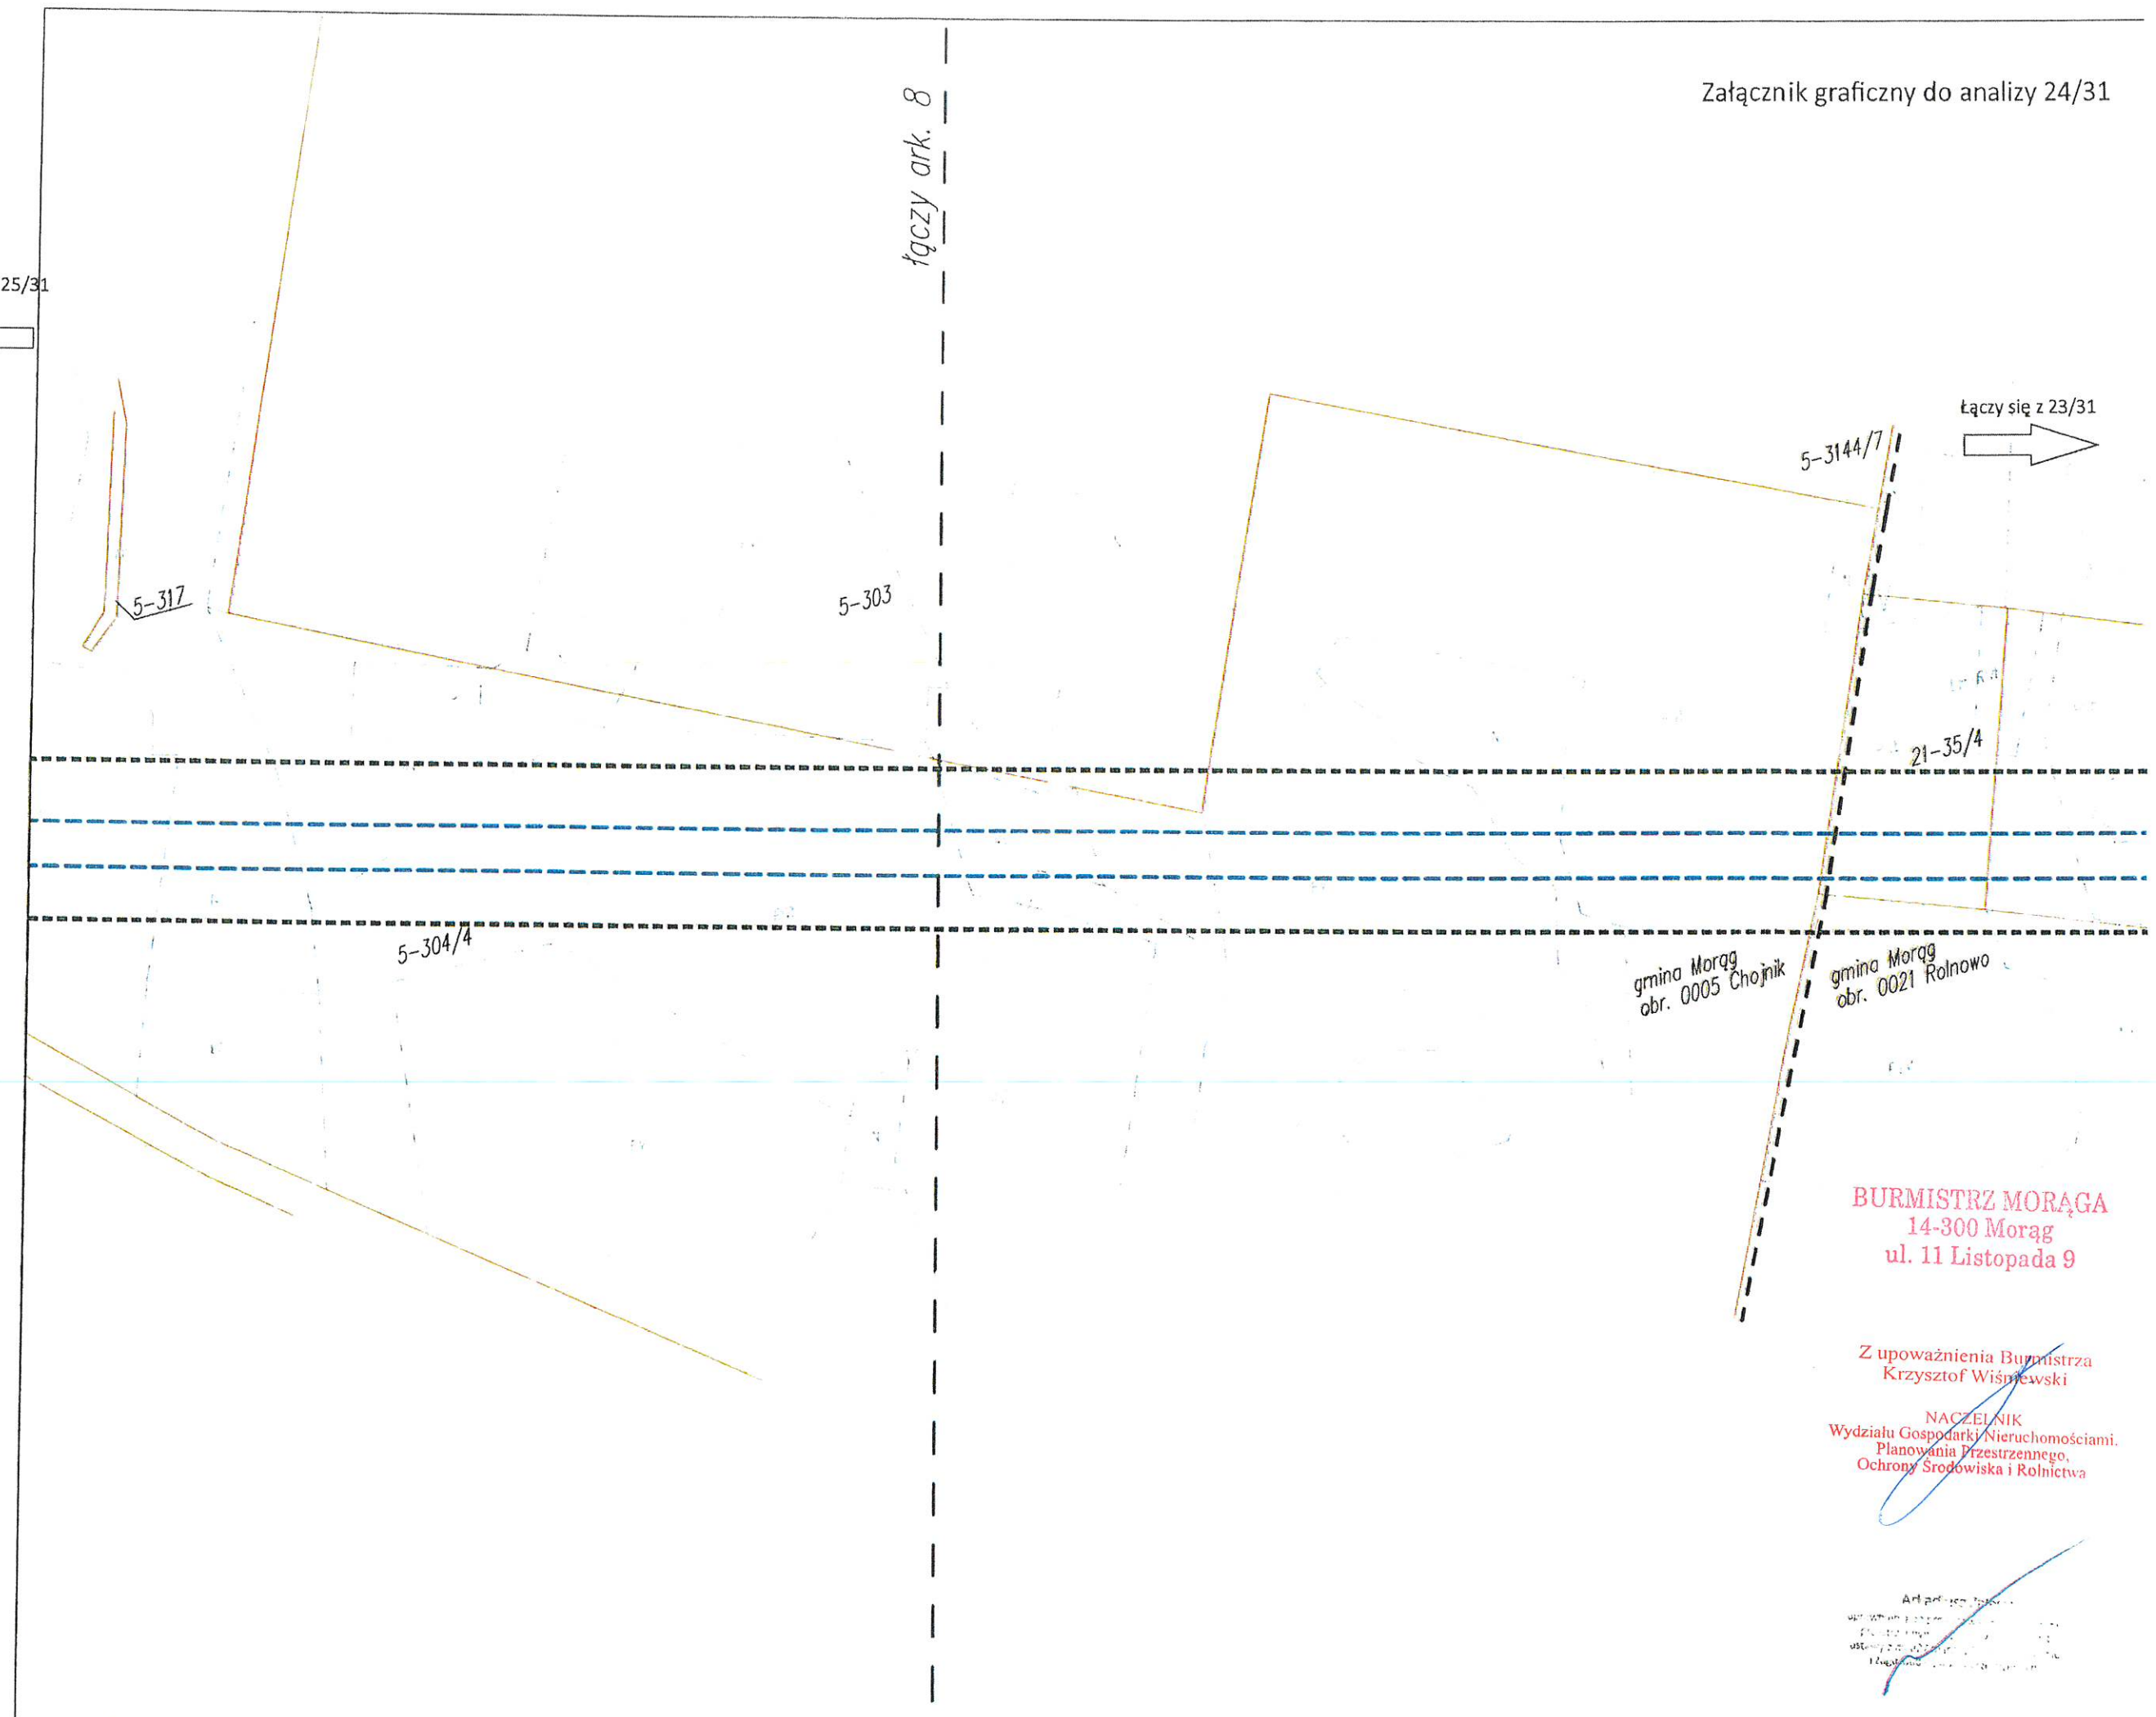 Załącznik graficzny do analizy 24/31
łączy ark. 8
25/31
Łączy się z 23/31
5-3144/7
5-317
5-303
21-35/4
5-304/4
gmina Morąg
obr. 0005 Chojnik
gmina Morąg
obr. 0021 Rolnowo
BURMISTRZ MORĄGA
14-300 Morąg
ul. 11 Listopada 9
Z upoważnienia Burmistrza
Krzysztof Wiśniewski
NACZELNIK
Wydziału Gospodarki Nieruchomościami,
Planowania Przestrzennego,
Ochrony Środowiska i Rolnictwa